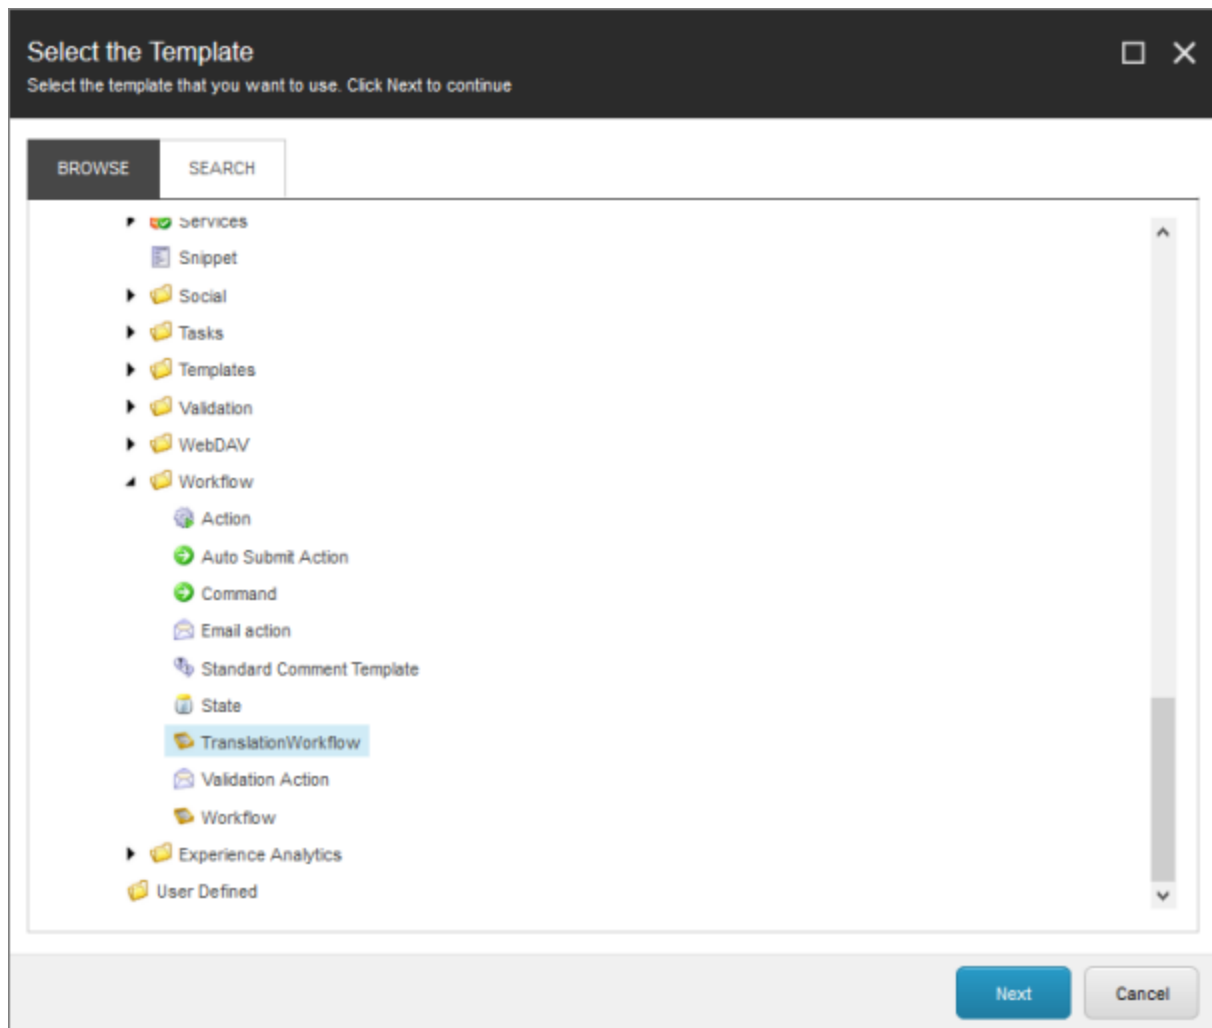 Select the Template
Select the template that you want to use. Click Next to continue
BROWSE
SEARCH
Services
Snippet
Social
Tasks
Templates
Validation
WebDAV
Workflow
Action
Auto Submit Action
Command
Email action
Standard Comment Template
State
TranslationWorkflow
Validation Action
Workflow
Experience Analytics
User Defined
Next
Cancel